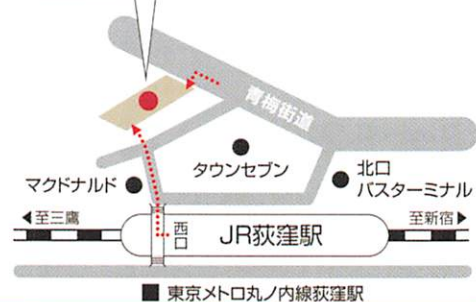 青梅街道
タウンセブン
北口
バスターミナル
マクドナルド
◀至三鷹
西口
JR荻窪駅
至新宿▶
■ 東京メトロ丸ノ内線荻窪駅